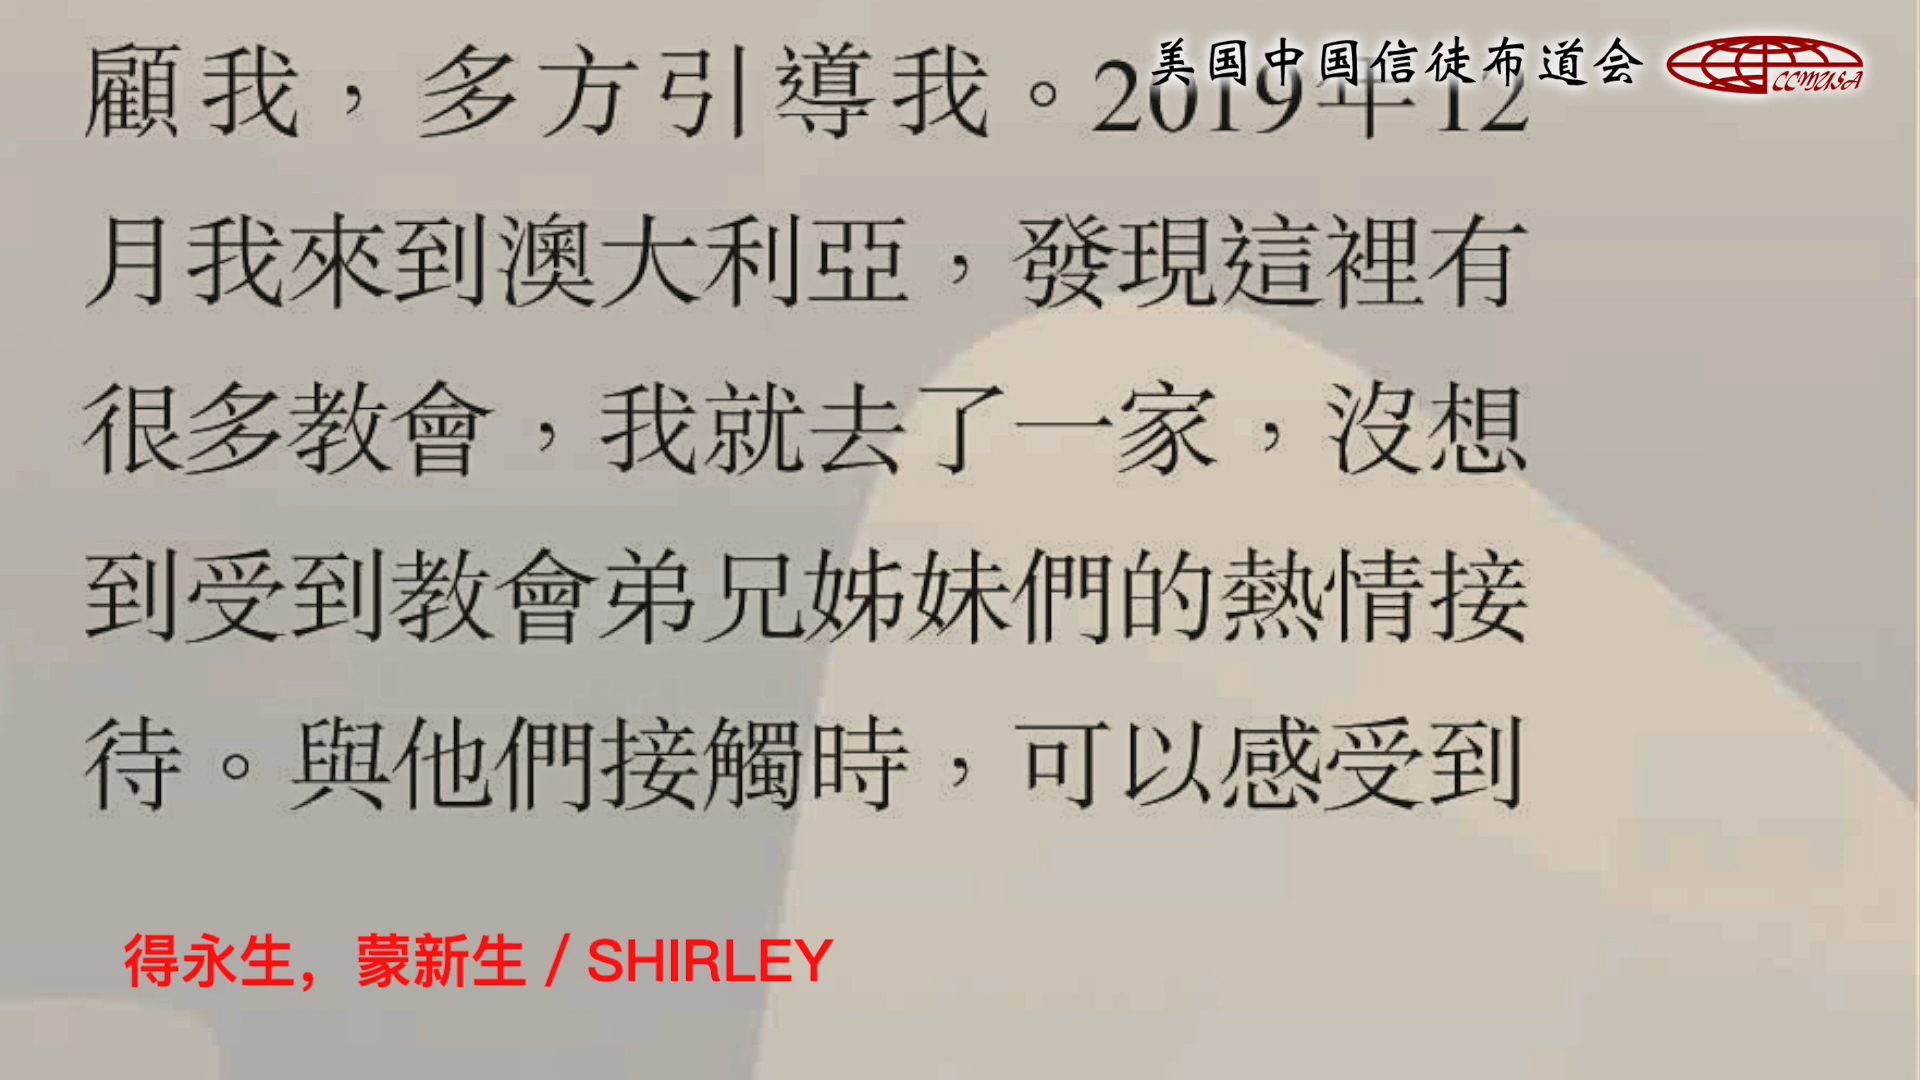 美国中国信徒布道会 CCMUSA
顧我，多方引導我。2019年12
月我來到澳大利亞，發現這裡有
很多教會，我就去了一家，沒想
到受到教會弟兄姊妹們的熱情接
待。與他們接觸時，可以感受到
得永生，蒙新生 / SHIRLEY